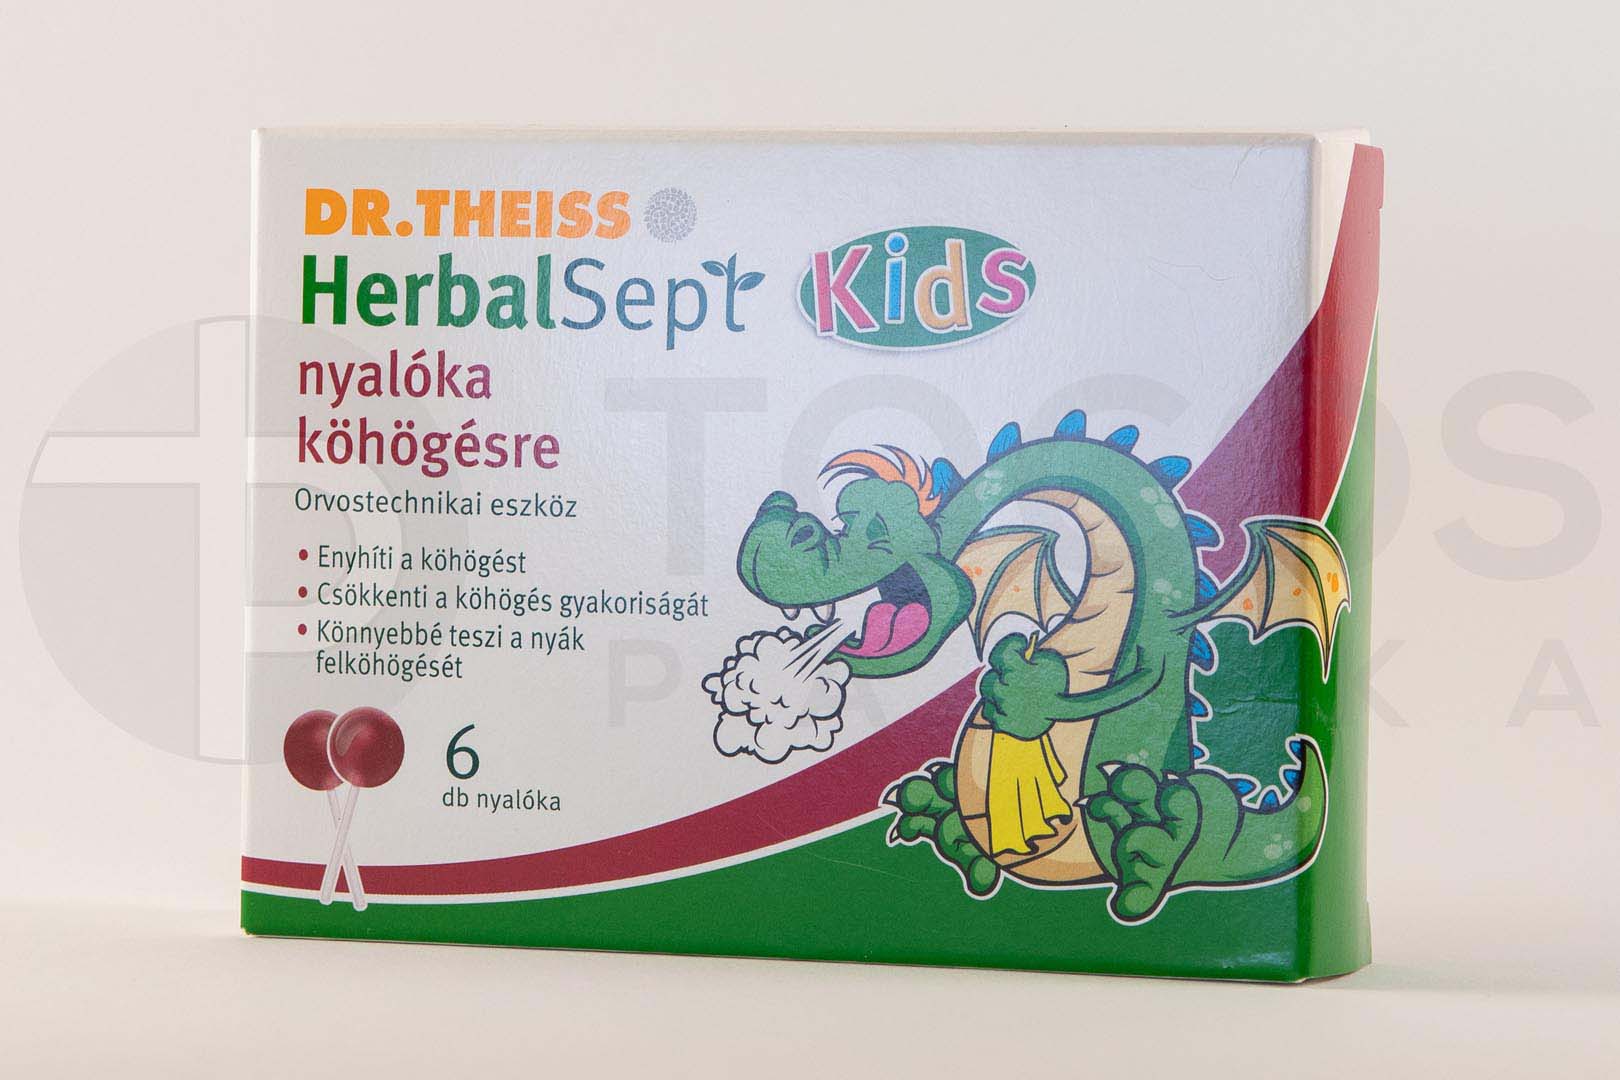 DR.THEISS
HerbalSept
Kids
nyalóka
köhögésre
Orvostechnikai eszköz
• Enyhíti a köhögést
• Csökkenti a köhögés gyakoriságát
• Könnyebbé teszi a nyák
felköhögését
6
db nyalóka